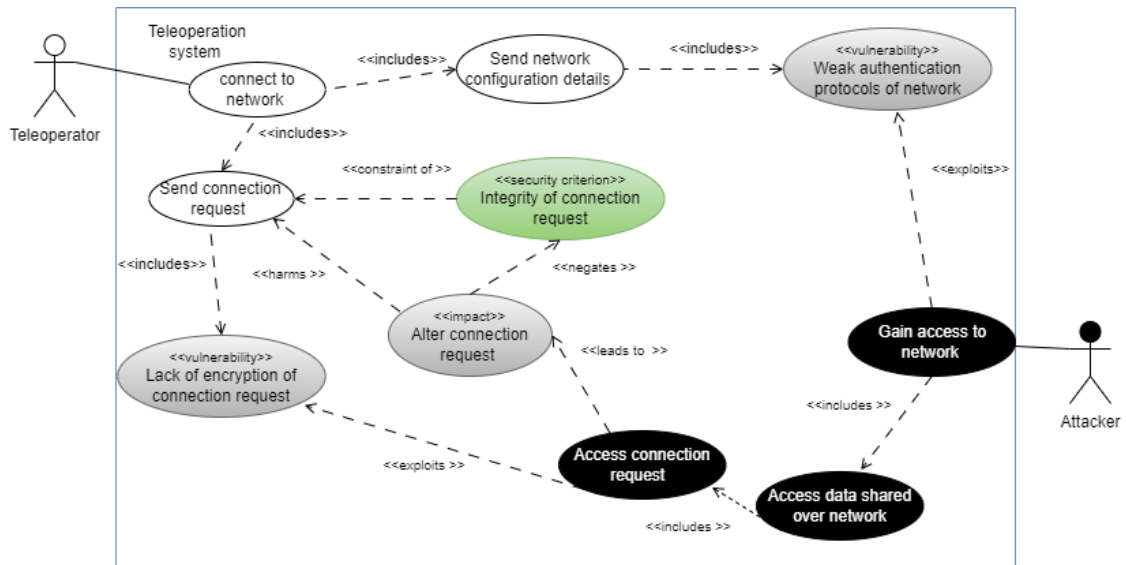 Teleoperation
system
Teleoperator
connect to
network
<<includes>>
Send network
configuration details
<<includes>>
<<vulnerability>>
Weak authentication
protocols of network
<<includes>>
<<exploits>>
Send connection
request
<<constraint of >>
<<security criterion>>
Integrity of connection
request
<<includes>>
<<harms >>
<<negates >>
<<impact>>
Alter connection
request
<<vulnerability>>
Lack of encryption of
connection request
<<leads to >>
Gain access to
network
Attacker
<<includes >>
<<exploits >>
Access connection
request
<<includes >>
Access data shared
over network